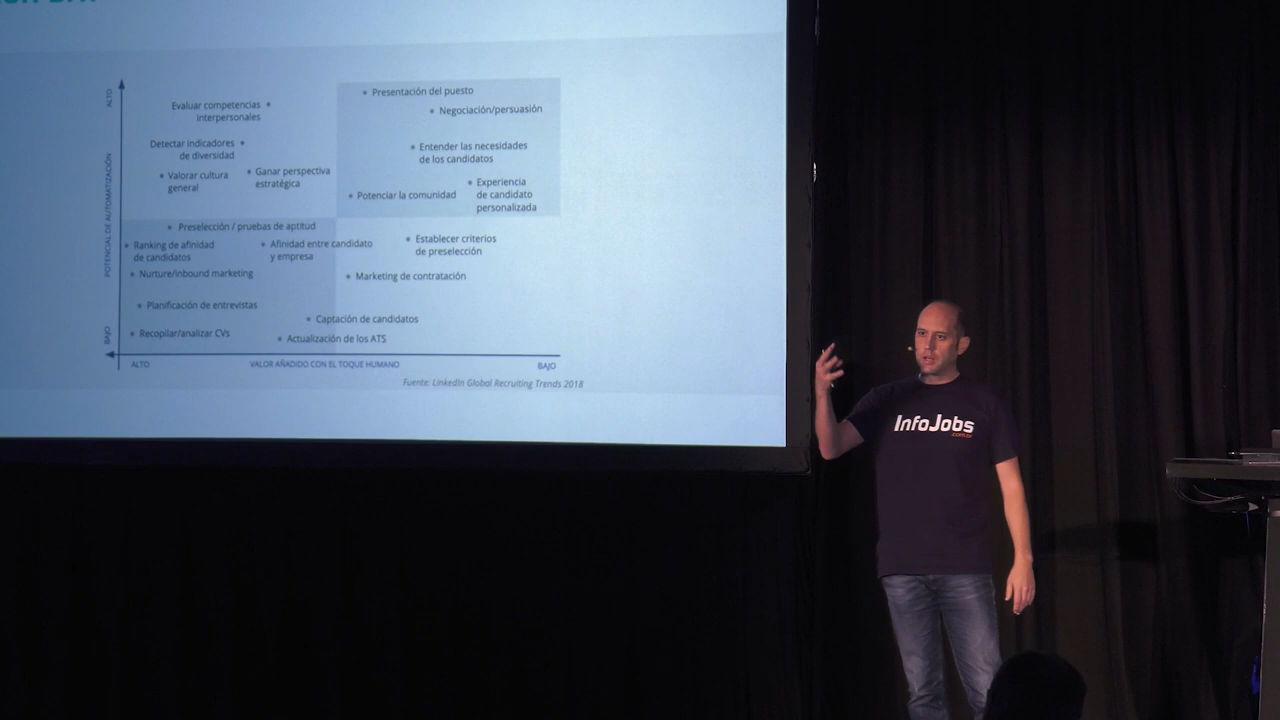 ALTO
Presentación del puesto
Evaluar competencias
interpersonales
Negociación/persuasión
Detectar indicadores
de diversidad
Entender las necesidades
de los candidatos
Valorar cultura
general
Ganar perspectiva
estratégica
Potenciar la comunidad
Experiencia
de candidato
personalizada
POTENCIAL DE AUTOMATIZACIÓN
Preselección / pruebas de aptitud
Ranking de afinidad
de candidatos
Afinidad entre candidato
y empresa
Establecer criterios
de preselección
Nurture/inbound marketing
Marketing de contratación
Planificación de entrevistas
Captación de candidatos
Recopilar/analizar CVs
Actualización de los ATS
BAJO
ALTO
VALOR AÑADIDO CON EL TOQUE HUMANO
BAJO
Fuente: LinkedIn Global Recruiting Trends 2018
InfoJobs
.com.br